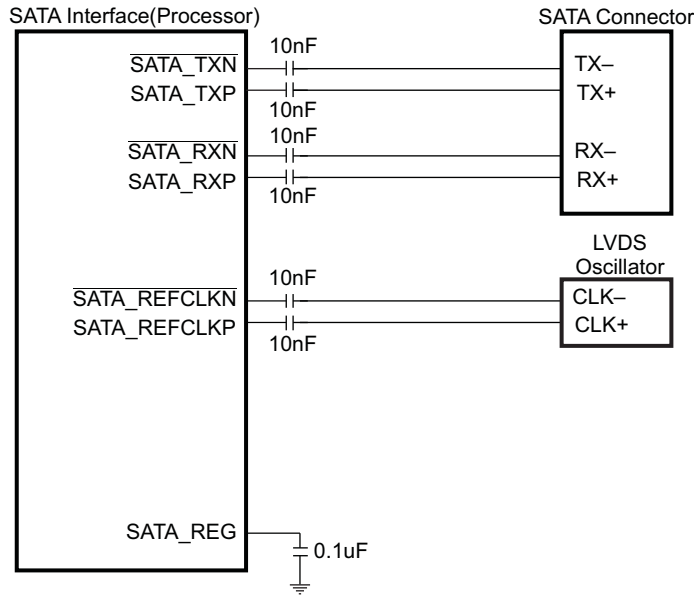 SATA Interface(Processor)
SATA Connector
10nF
SATA_TXN
TX–
SATA_TXP
TX+
10nF
10nF
SATA_RXN
RX–
SATA_RXP
RX+
10nF
LVDS
Oscillator
10nF
SATA_REFCLKN
CLK–
SATA_REFCLKP
CLK+
10nF
SATA_REG
0.1uF